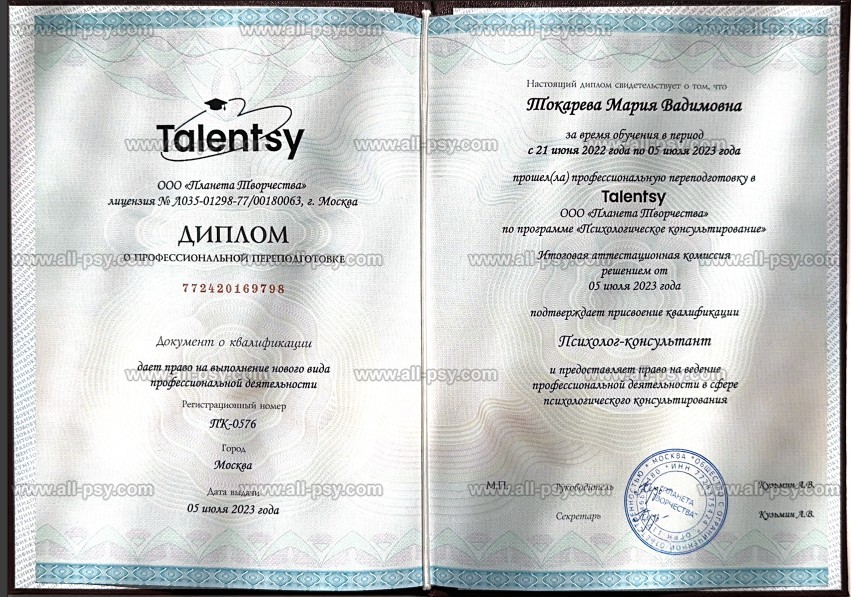 Talentsy
ООО «Планета Творчества»
лицензия № Л035-01298-77/00180063, г. Москва
ДИПЛОМ
О ПРОФЕССИОНАЛЬНОЙ ПЕРЕПОДГОТОВКЕ
772420169798
Документ о квалификации
дает право на выполнение нового вида
профессиональной деятельности
Регистрационный номер
ПК-0576
Город
Москва
Дата выдачи
05 июля 2023 года
Настоящий диплом свидетельствует о том, что
Токарева Мария Вадимовна
за время обучения в период
с 21 июня 2022 года по 05 июля 2023 года
прошел(ла) профессиональную переподготовку в
Talentsy
ООО «Планета Творчества»
по программе «Психологическое консультирование»
Итоговая аттестационная комиссия
решением от
05 июля 2023 года
подтверждает присвоение квалификации
Психолог-консультант
и предоставляет право на ведение
профессиональной деятельности в сфере
психологического консультирования
М.П.
Руководитель
Кузьмин А.В.
Секретарь
Кузьмин А.В.
МОСКВА
"ПЛАНЕТА
ТВОРЧЕСТВА"
www.all-psy.com